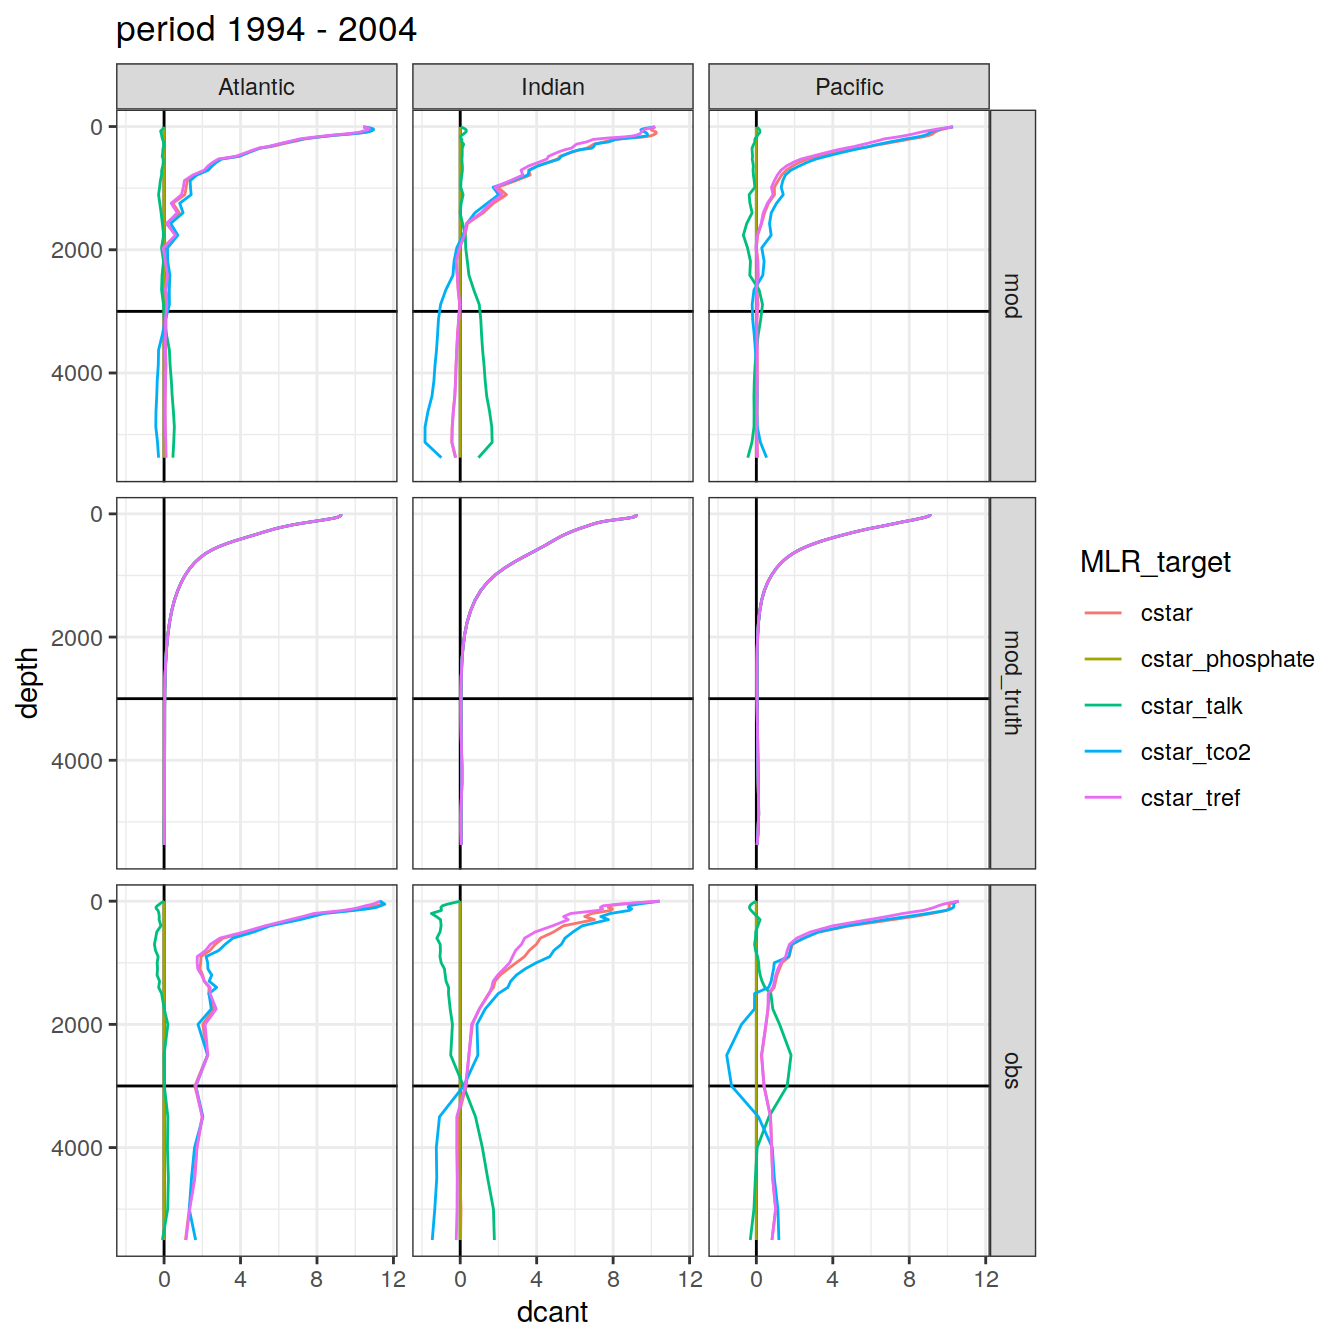 period 1994 - 2004
Atlantic Indian Pacific
0
2000
4000
mod
0
2000
4000
mod_truth
0
2000
4000
obs
depth
0 4 8 12 0 4 8 12 0 4 8 12
dcant
MLR_target
cstar
cstar_phosphate
cstar_talk
cstar_tco2
cstar_tref